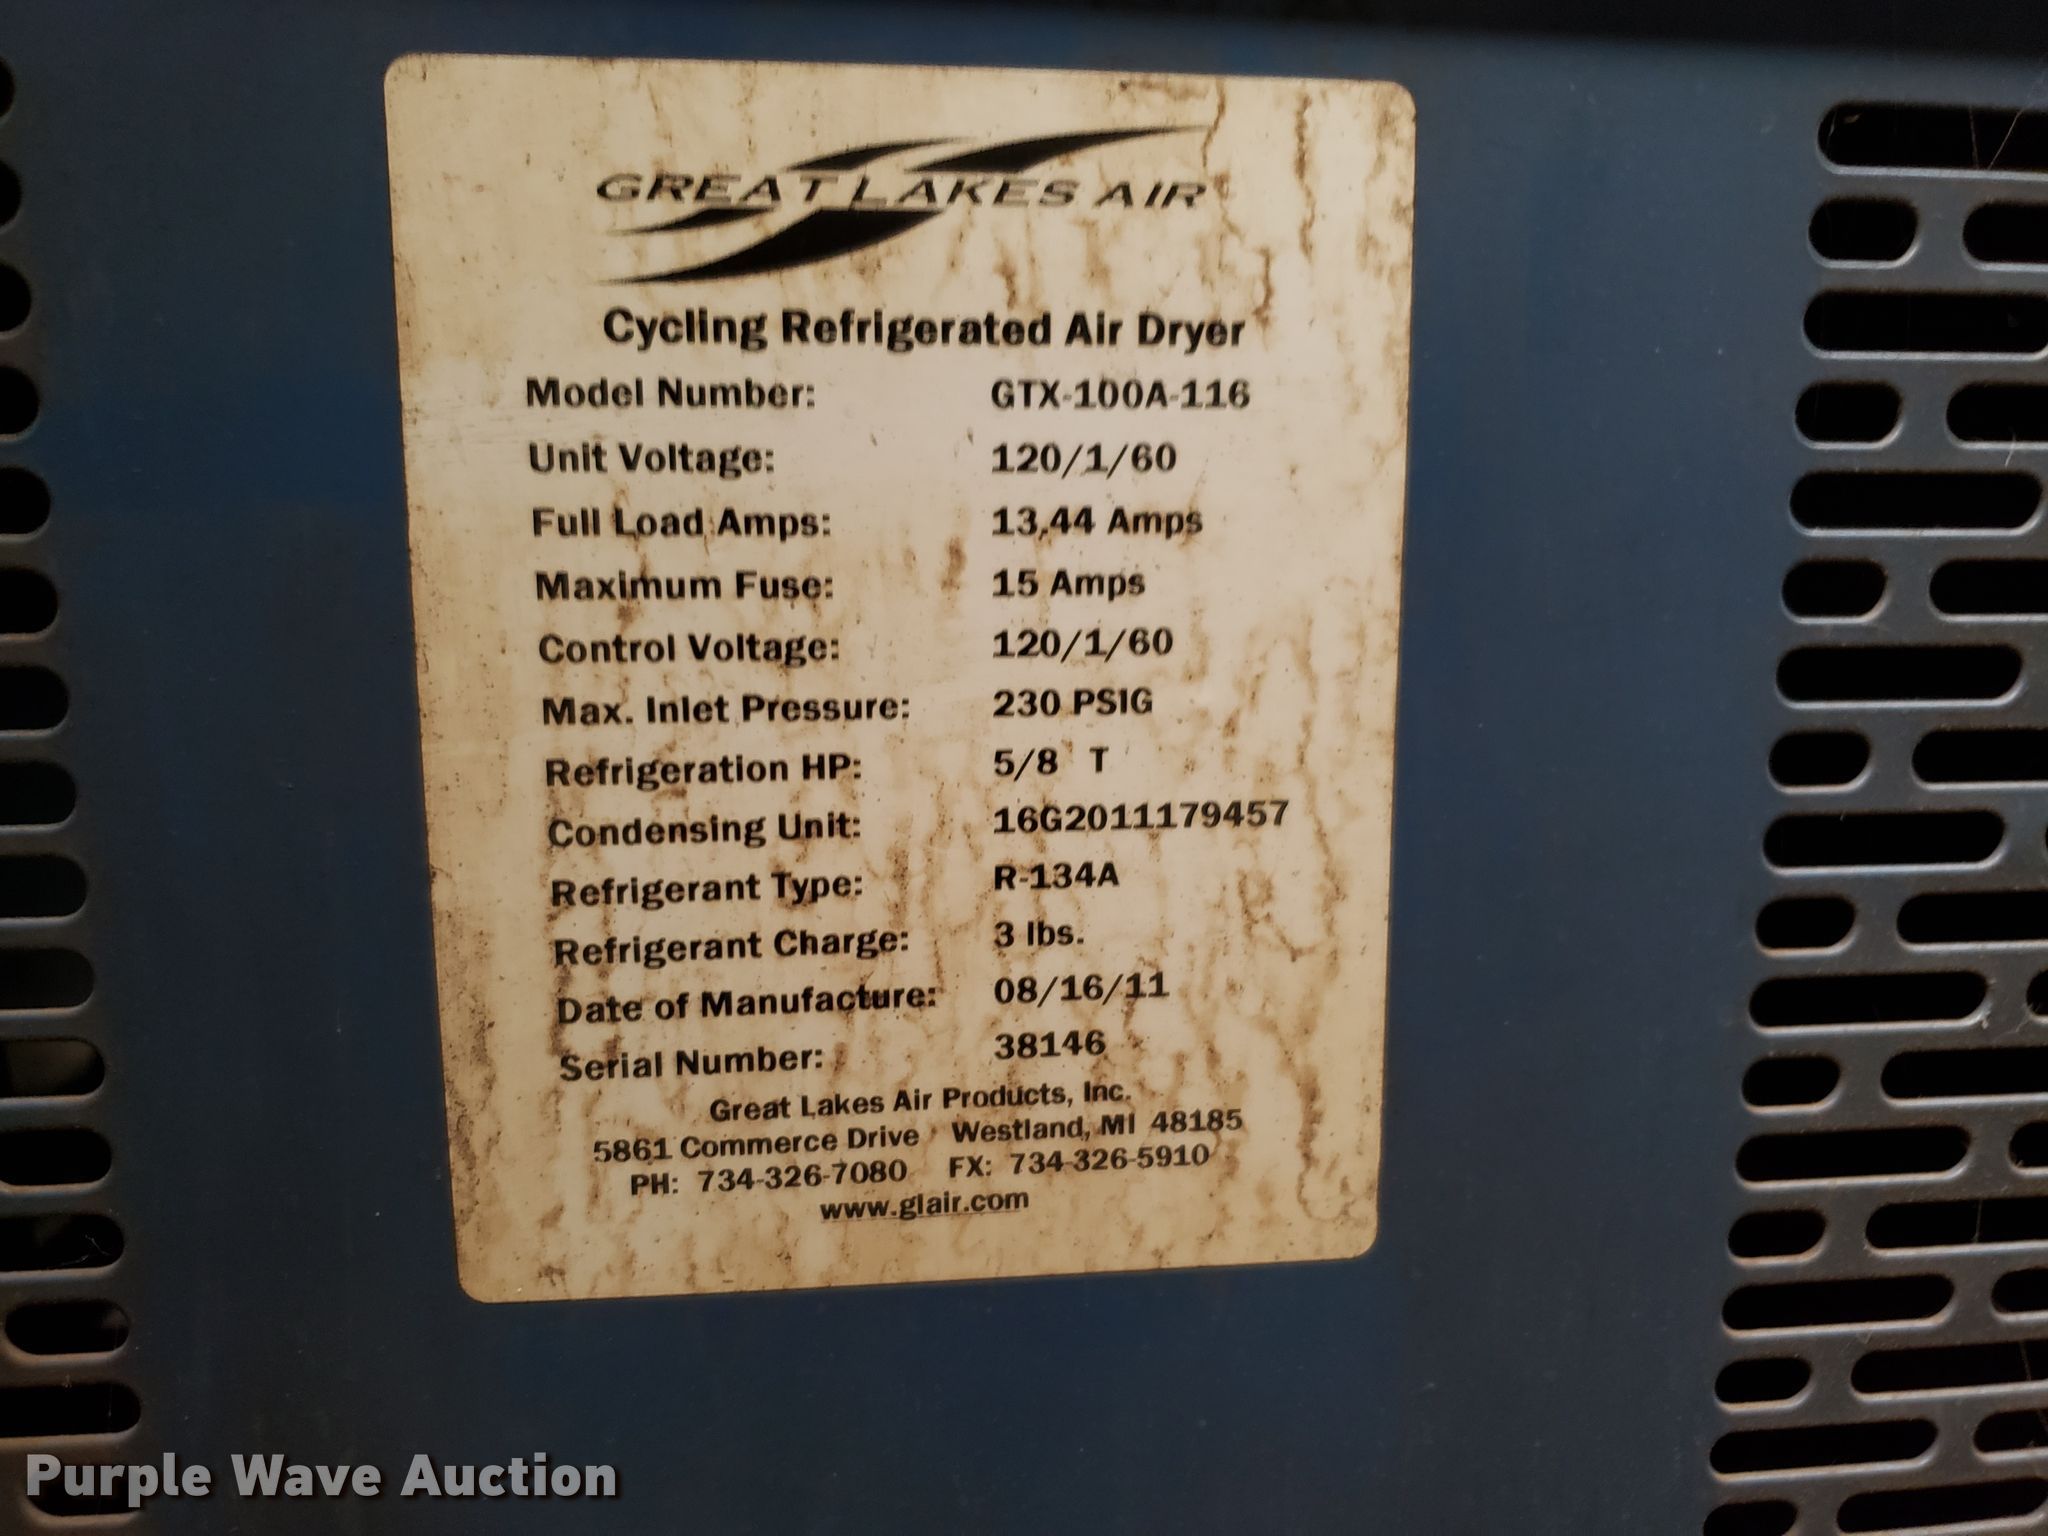 GREAT LAKES AIR
Cycling Refrigerated Air Dryer
Model Number: GTX-100A-116
Unit Voltage: 120/1/60
Full Load Amps: 13.44 Amps
Maximum Fuse: 15 Amps
Control Voltage: 120/1/60
Max. Inlet Pressure: 230 PSIG
Refrigeration HP: 5/8 T
Condensing Unit: 16G2011179457
Refrigerant Type: R-134A
Refrigerant Charge: 3 lbs.
Date of Manufacture: 08/16/11
Serial Number: 38146
Great Lakes Air Products, Inc.
5861 Commerce Drive · Westland, MI 48185
PH: 734-326-7080 FX: 734-326-5910
www.glair.com
Purple Wave Auction